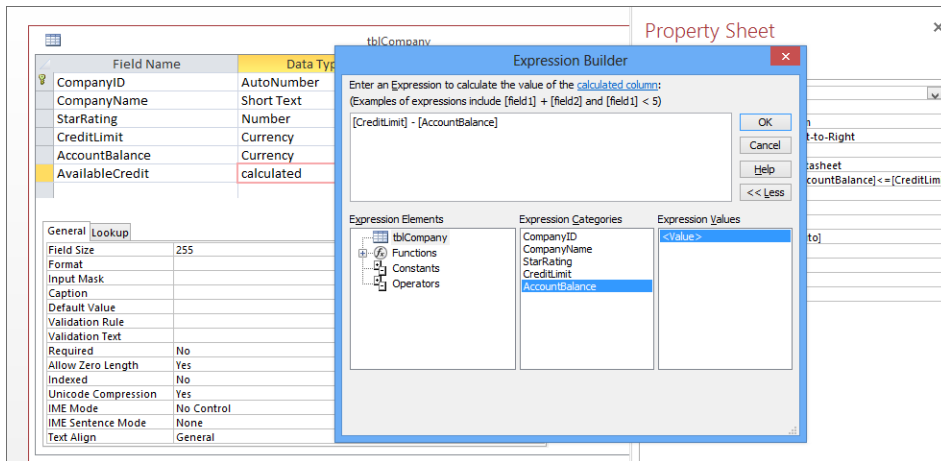 tblCompany
Property Sheet
Field Name
Data Typ
CompanyID AutoNumber
CompanyName Short Text
StarRating Number
CreditLimit Currency
AccountBalance Currency
AvailableCredit calculated
General Lookup
Field Size 255
Format
Input Mask
Caption
Default Value
Validation Rule
Validation Text
Required No
Allow Zero Length Yes
Indexed No
Unicode Compression Yes
IME Mode No Control
IME Sentence Mode None
Text Align General
Expression Builder
Enter an Expression to calculate the value of the calculated column:
(Examples of expressions include [field1] + [field2] and [field1] < 5)
[CreditLimit] - [AccountBalance]
OK
Cancel
Help
<< Less
Expression Elements
tblCompany
Functions
Constants
Operators
Expression Categories
CompanyID
CompanyName
StarRating
CreditLimit
AccountBalance
Expression Values
<Value>
t-to-Right
tasheet
countBalance]<=[CreditLim
to]